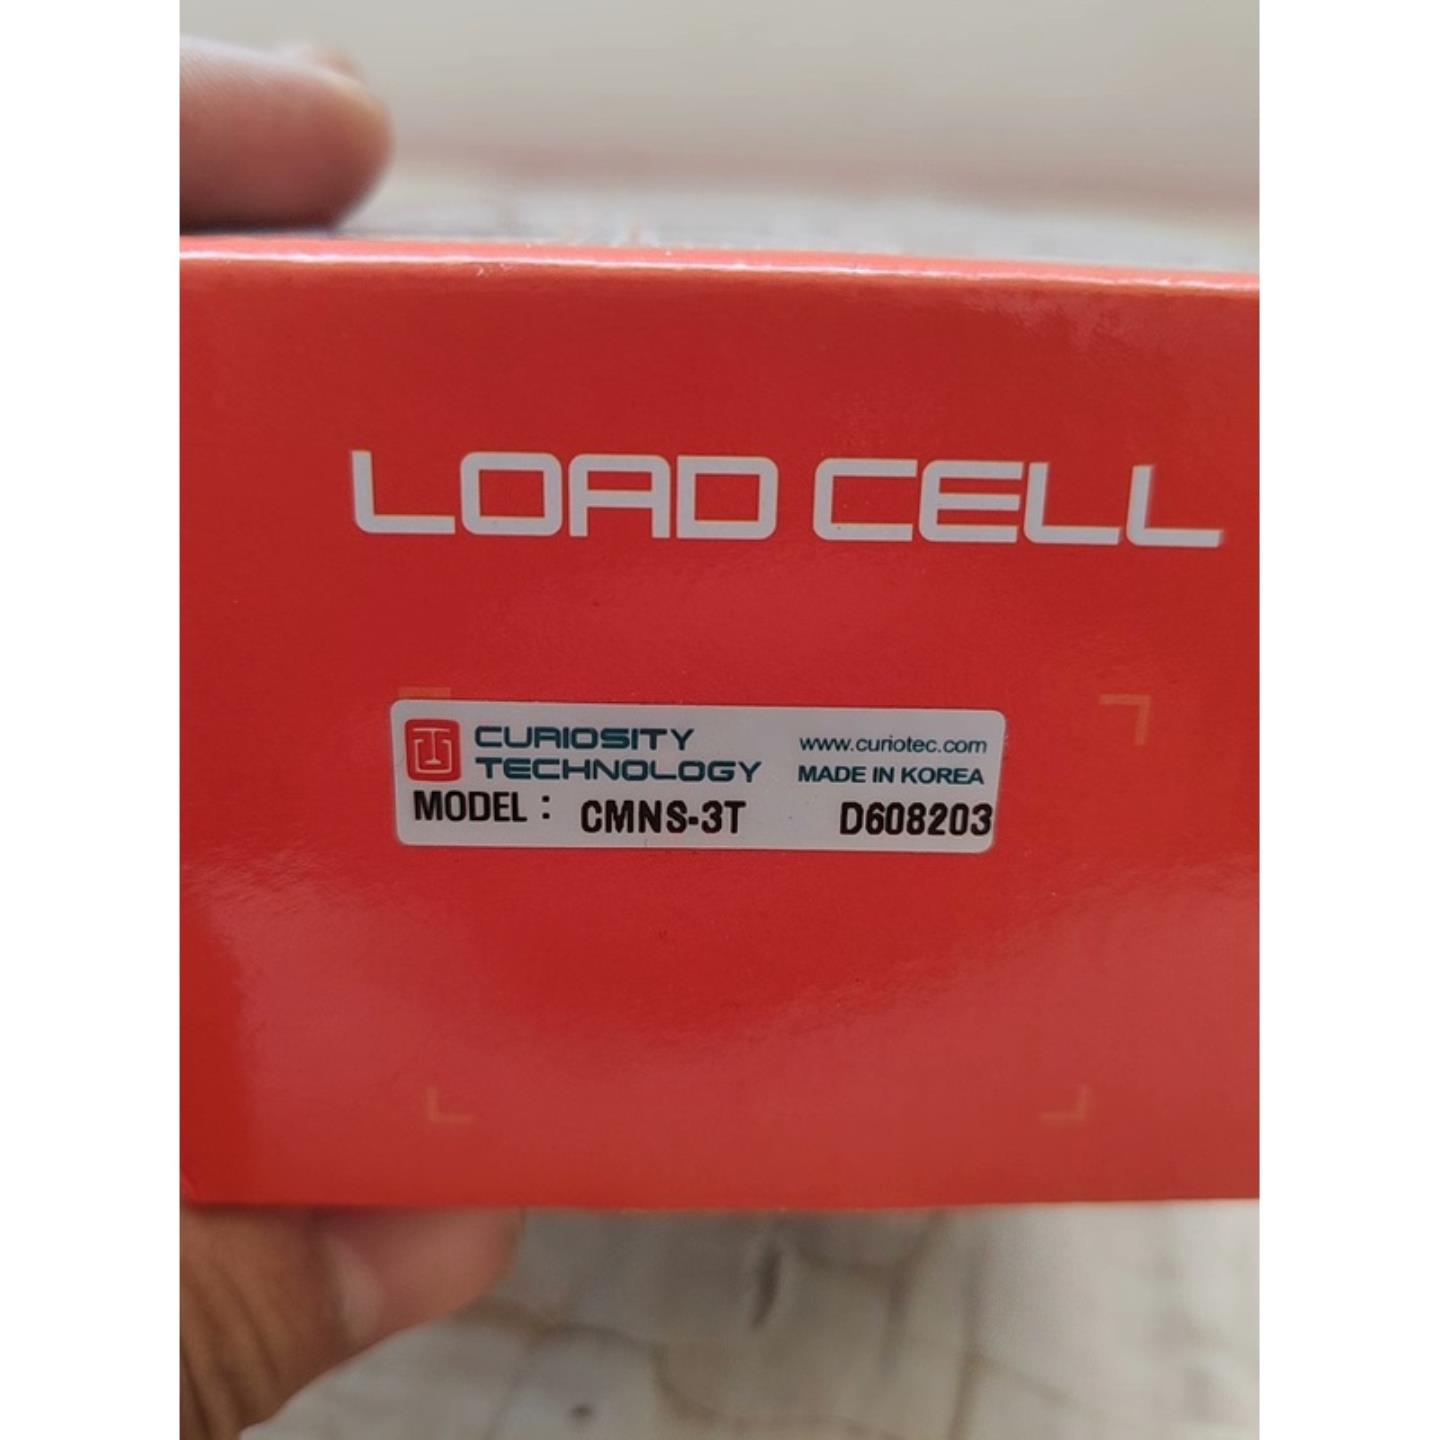 LOAD CELL
CURIOSITY
TECHNOLOGY
www.curiotec.com
MADE IN KOREA
MODEL : CMNS-3T D608203